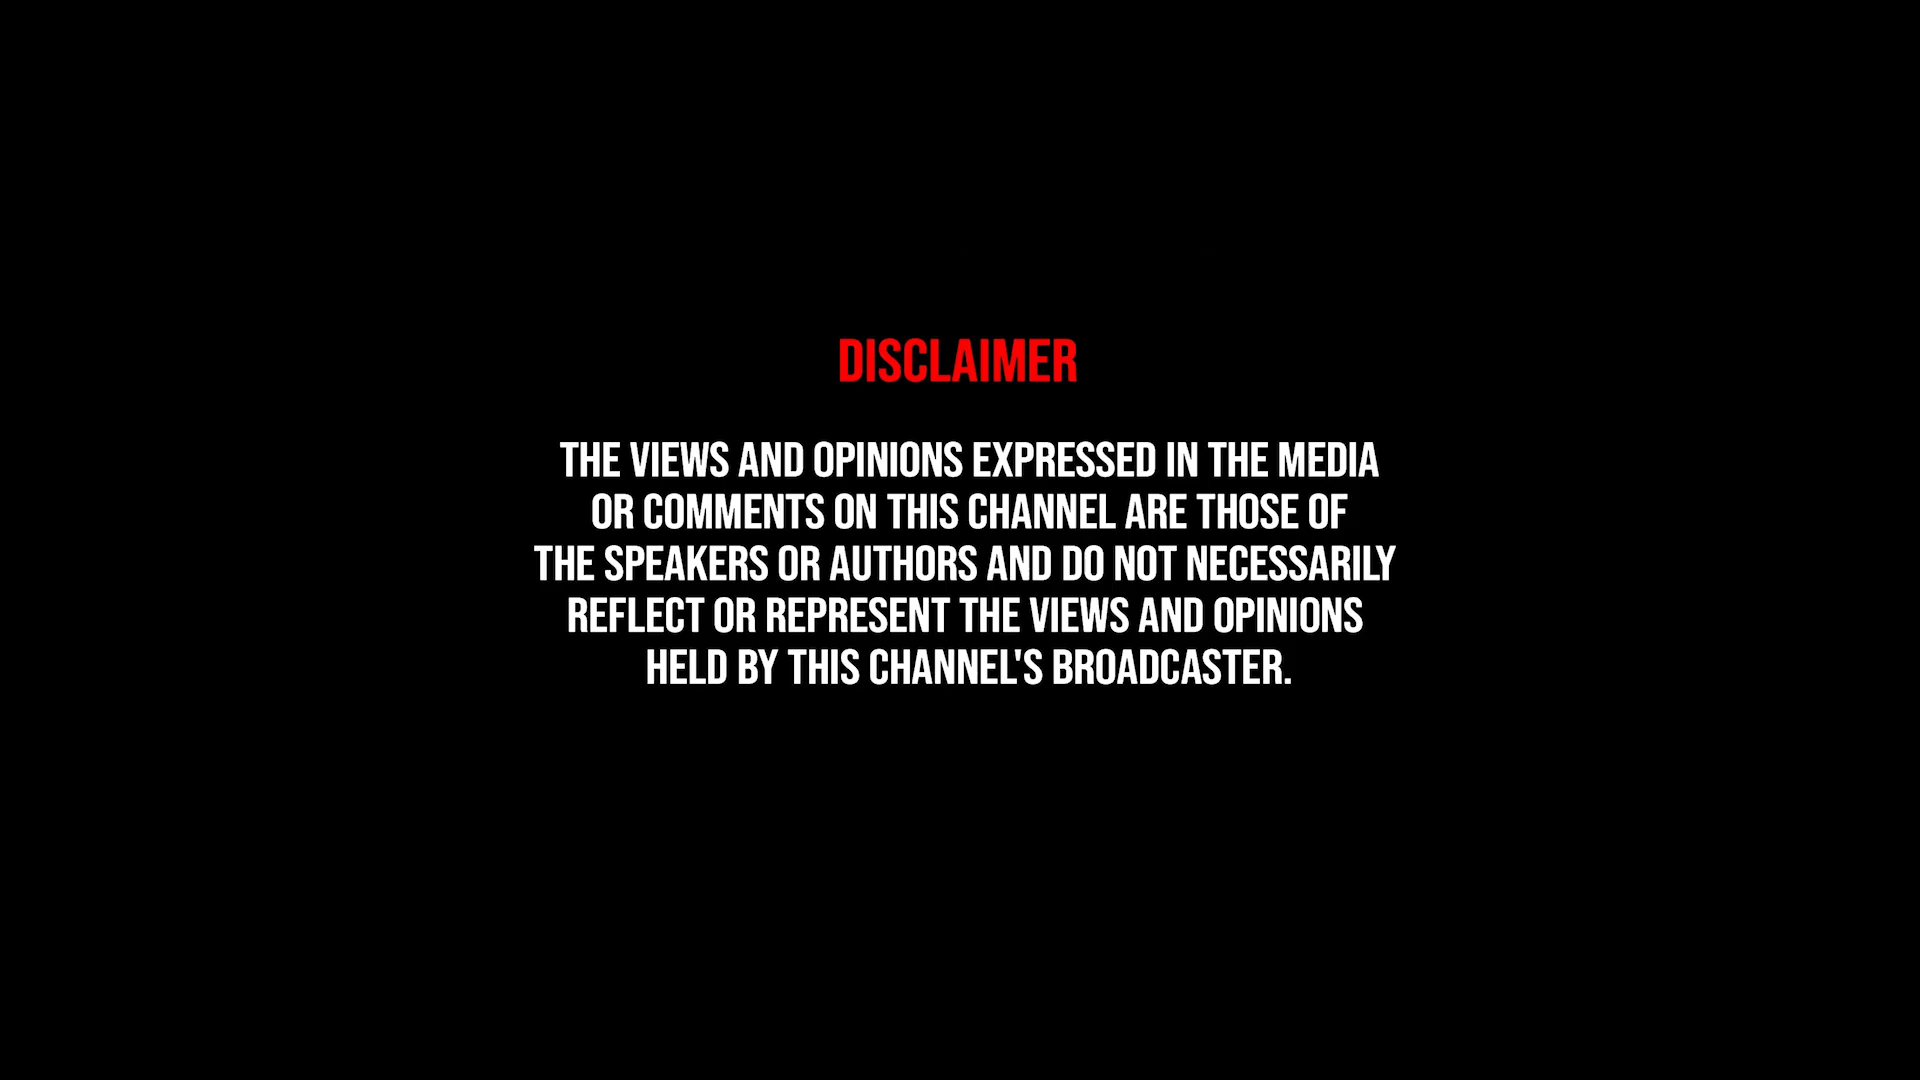 DISCLAIMER
THE VIEWS AND OPINIONS EXPRESSED IN THE MEDIA
OR COMMENTS ON THIS CHANNEL ARE THOSE OF
THE SPEAKERS OR AUTHORS AND DO NOT NECESSARILY
REFLECT OR REPRESENT THE VIEWS AND OPINIONS
HELD BY THIS CHANNEL'S BROADCASTER.